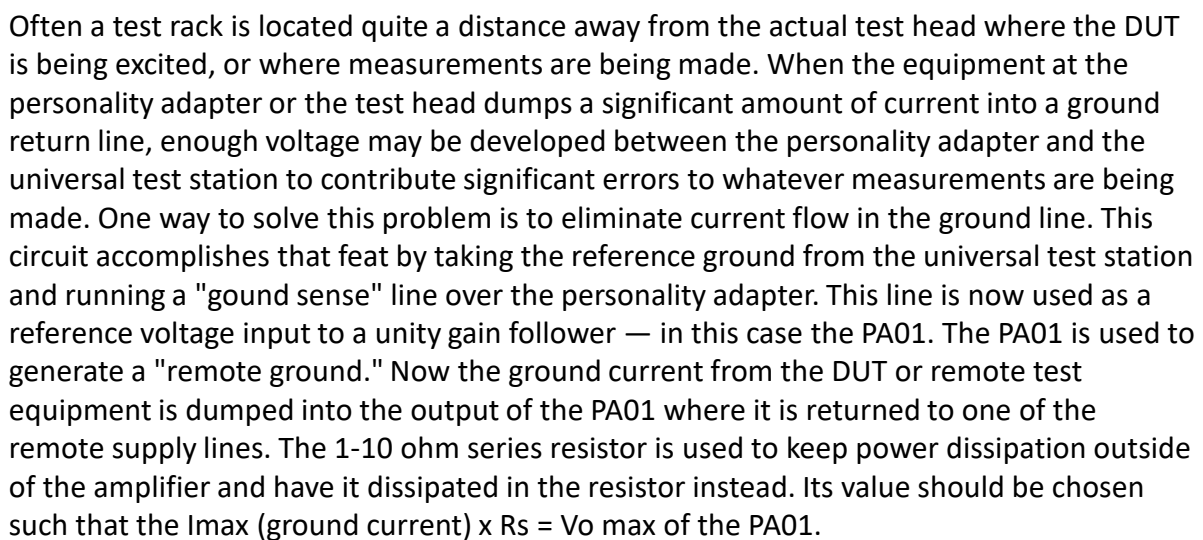 Often a test rack is located quite a distance away from the actual test head where the DUT
is being excited, or where measurements are being made. When the equipment at the
personality adapter or the test head dumps a significant amount of current into a ground
return line, enough voltage may be developed between the personality adapter and the
universal test station to contribute significant errors to whatever measurements are being
made. One way to solve this problem is to eliminate current flow in the ground line. This
circuit accomplishes that feat by taking the reference ground from the universal test station
and running a "gound sense" line over the personality adapter. This line is now used as a
reference voltage input to a unity gain follower — in this case the PA01. The PA01 is used to
generate a "remote ground." Now the ground current from the DUT or remote test
equipment is dumped into the output of the PA01 where it is returned to one of the
remote supply lines. The 1-10 ohm series resistor is used to keep power dissipation outside
of the amplifier and have it dissipated in the resistor instead. Its value should be chosen
such that the Imax (ground current) x Rs = Vo max of the PA01.